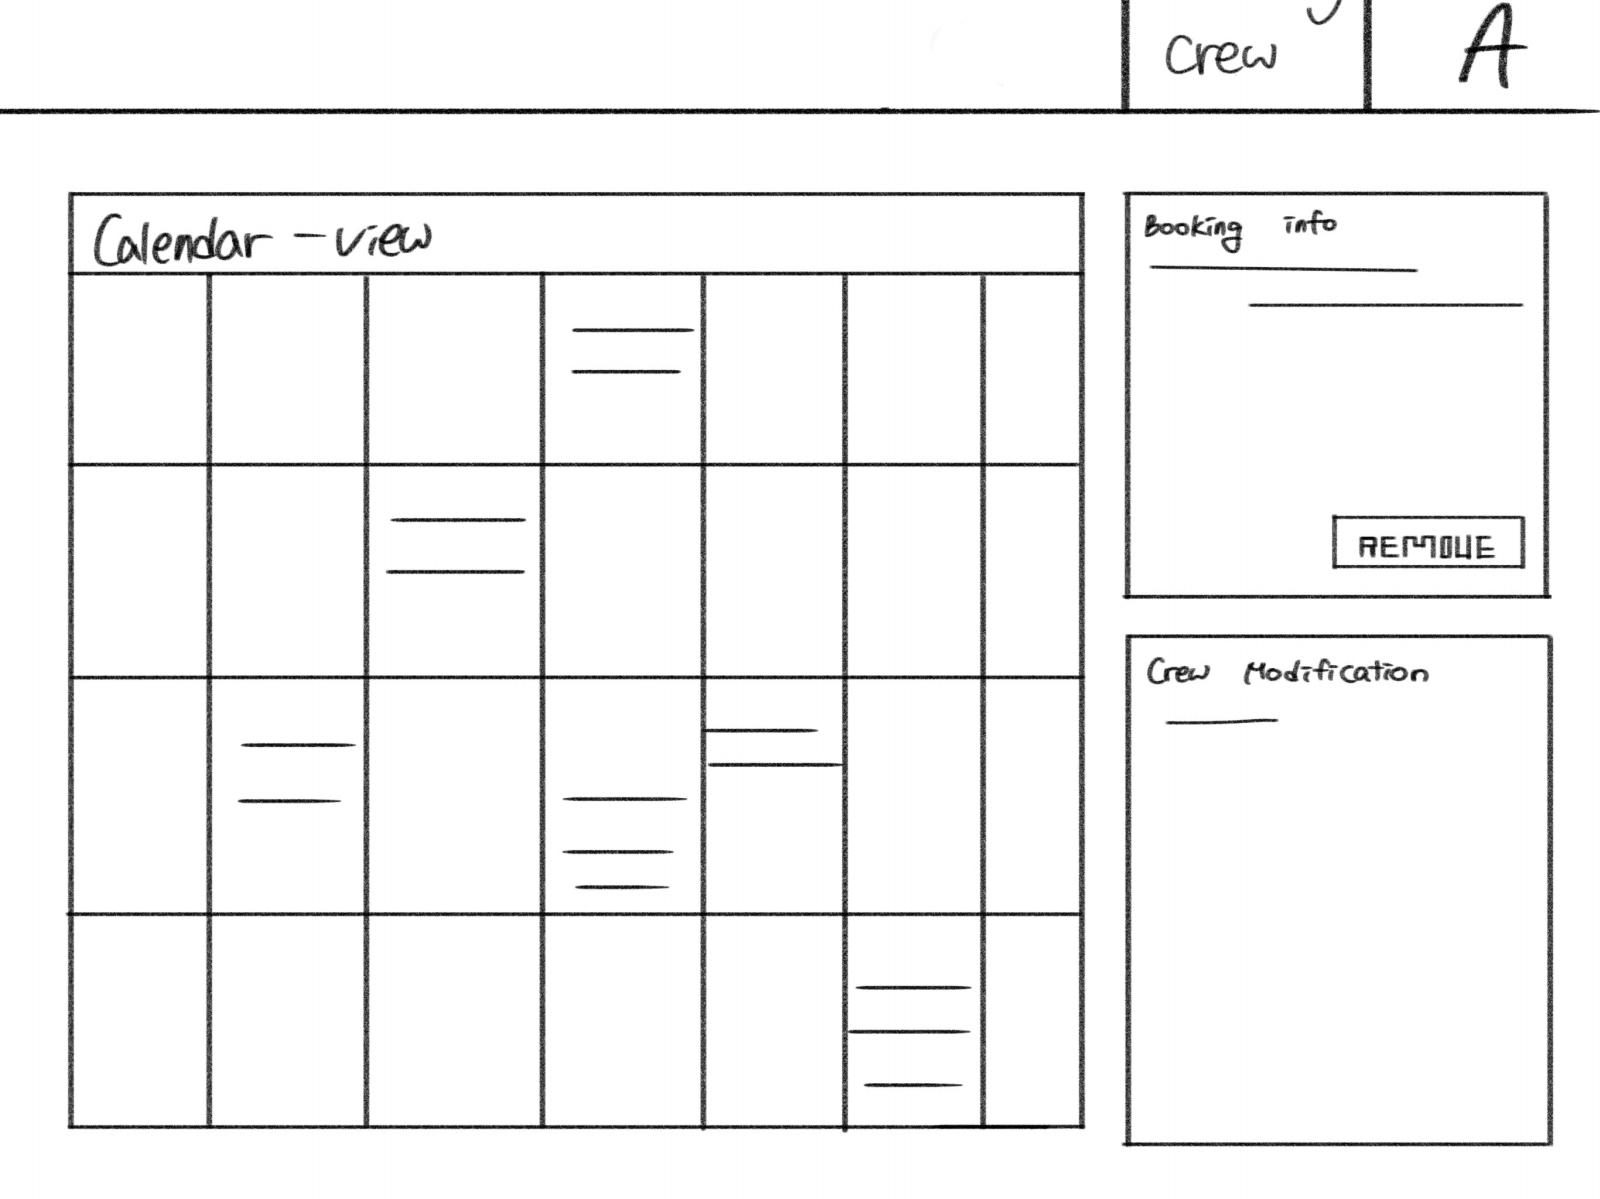 Crew
A
Calendar - view
Booking info
REMOVE
Crew Modification